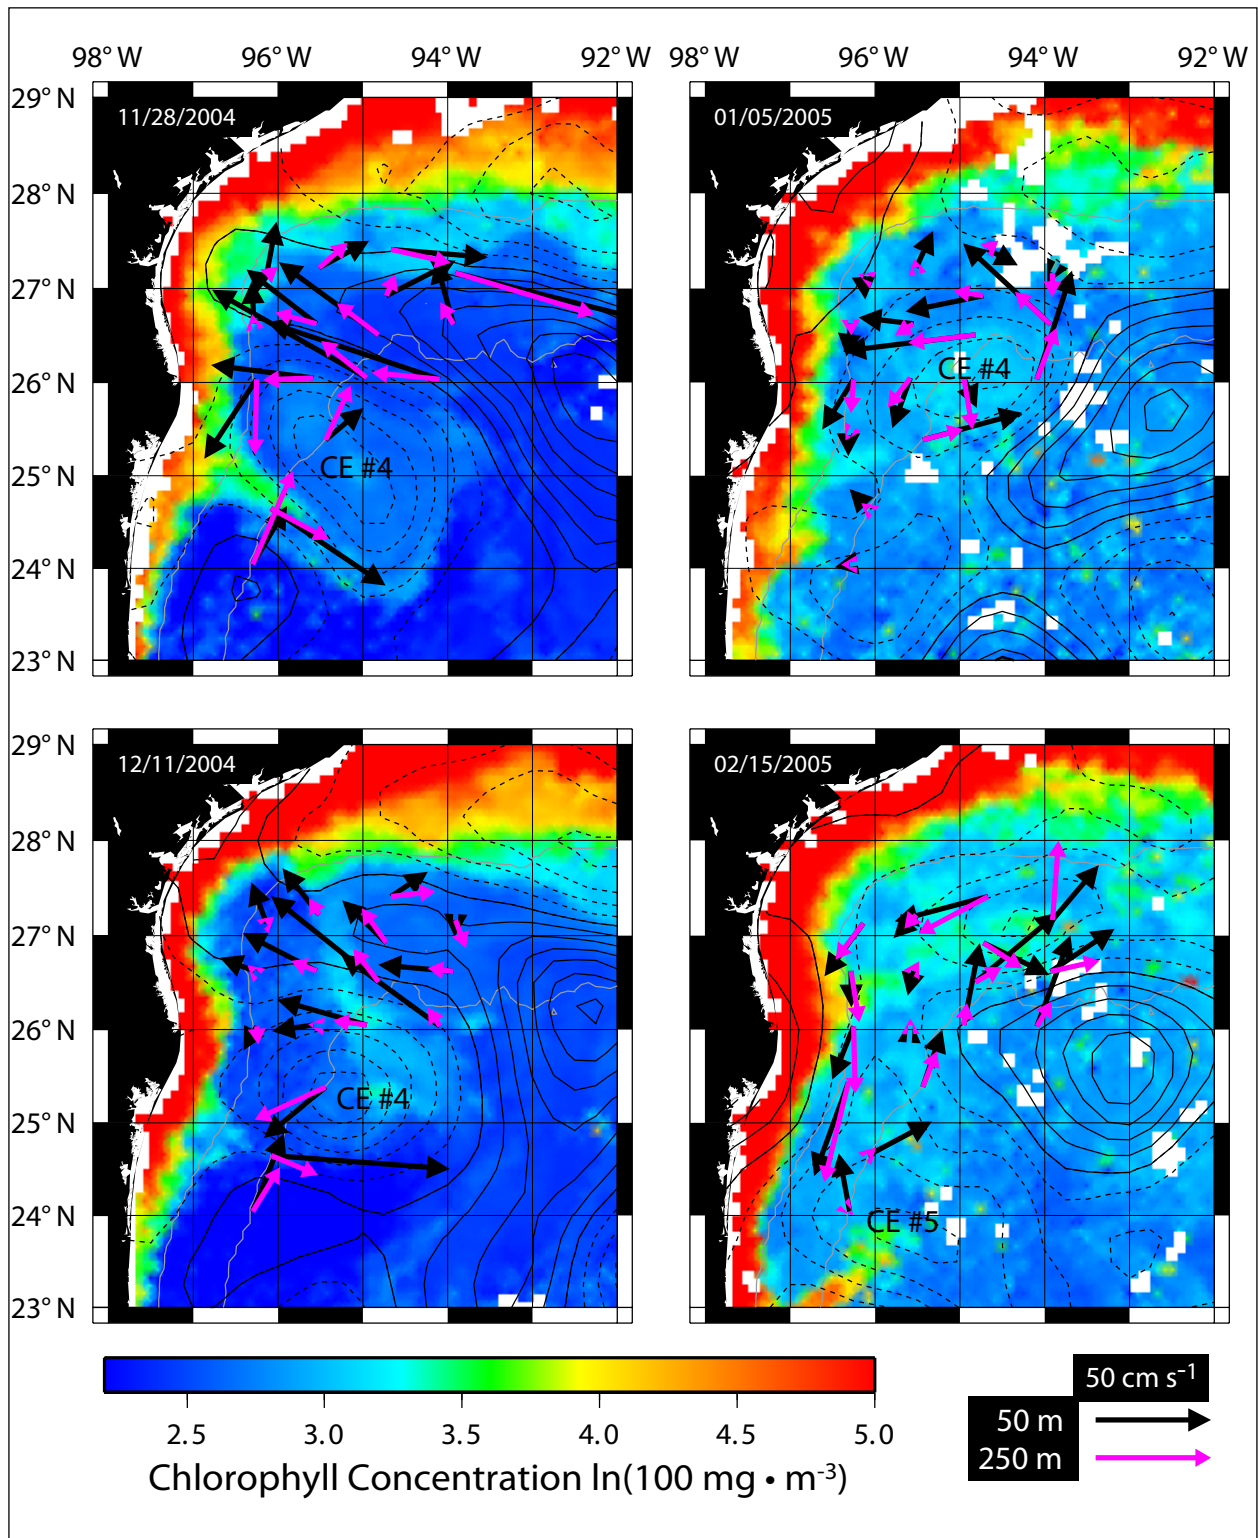 98° W 96° W 94° W 92° W 98° W 96° W 94° W 92° W
29° N
28° N
27° N
26° N
25° N
24° N
23° N
11/28/2004
CE #4
01/05/2005
CE #4
29° N
28° N
27° N
26° N
25° N
24° N
23° N
12/11/2004
CE #4
02/15/2005
CE #5
2.5 3.0 3.5 4.0 4.5 5.0
Chlorophyll Concentration ln(100 mg • m⁻³)
50 cm s⁻¹
50 m
250 m